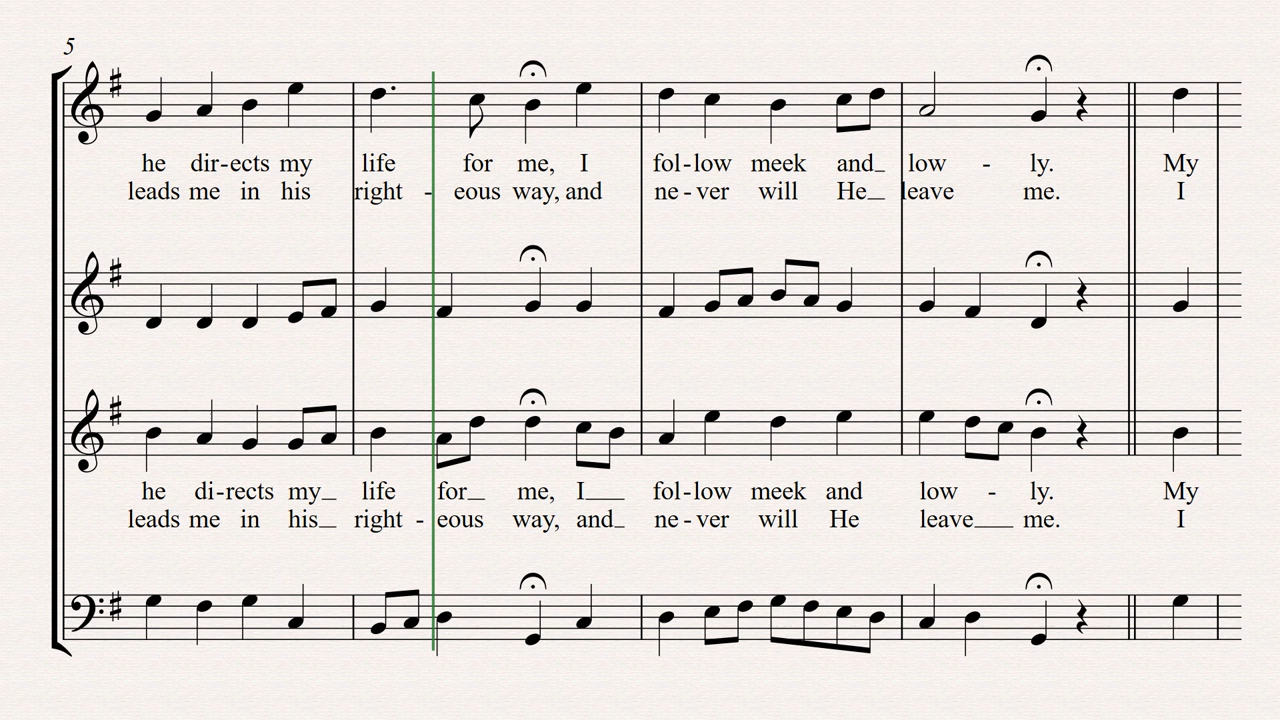 5
he dir-ects my life for me, I fol-low meek and_ low - ly. My
leads me in his right - eous way, and ne-ver will He_ leave me. I
he di-rects my_ life for_ me, I_ fol-low meek and low - ly. My
leads me in his_ right - eous way, and_ ne-ver will He leave_ me. I